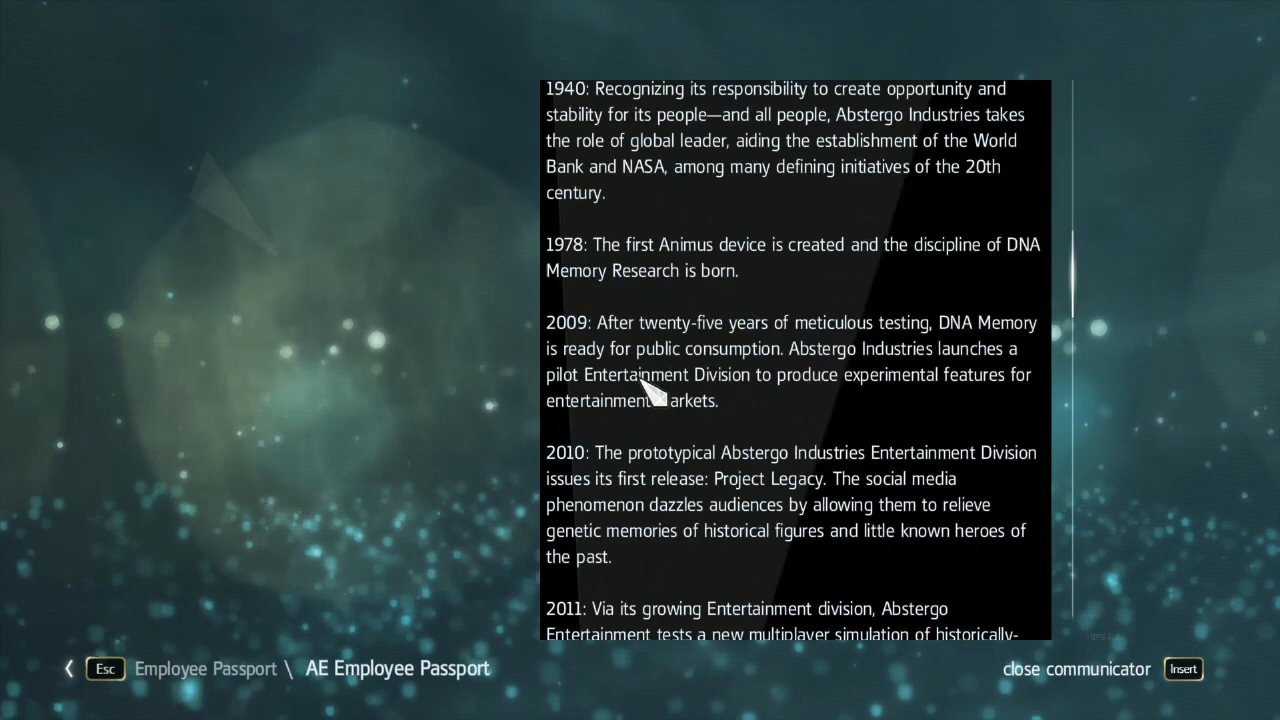 1940: Recognizing its responsibility to create opportunity and
stability for its people—and all people, Abstergo Industries takes
the role of global leader, aiding the establishment of the World
Bank and NASA, among many defining initiatives of the 20th
century.
1978: The first Animus device is created and the discipline of DNA
Memory Research is born.
2009: After twenty-five years of meticulous testing, DNA Memory
is ready for public consumption. Abstergo Industries launches a
pilot Entertainment Division to produce experimental features for
entertainment arkets.
2010: The prototypical Abstergo Industries Entertainment Division
issues its first release: Project Legacy. The social media
phenomenon dazzles audiences by allowing them to relieve
genetic memories of historical figures and little known heroes of
the past.
2011: Via its growing Entertainment division, Abstergo
Entertainment tests a new multiplayer simulation of historically-
Esc Employee Passport \ AE Employee Passport
close communicator Insert